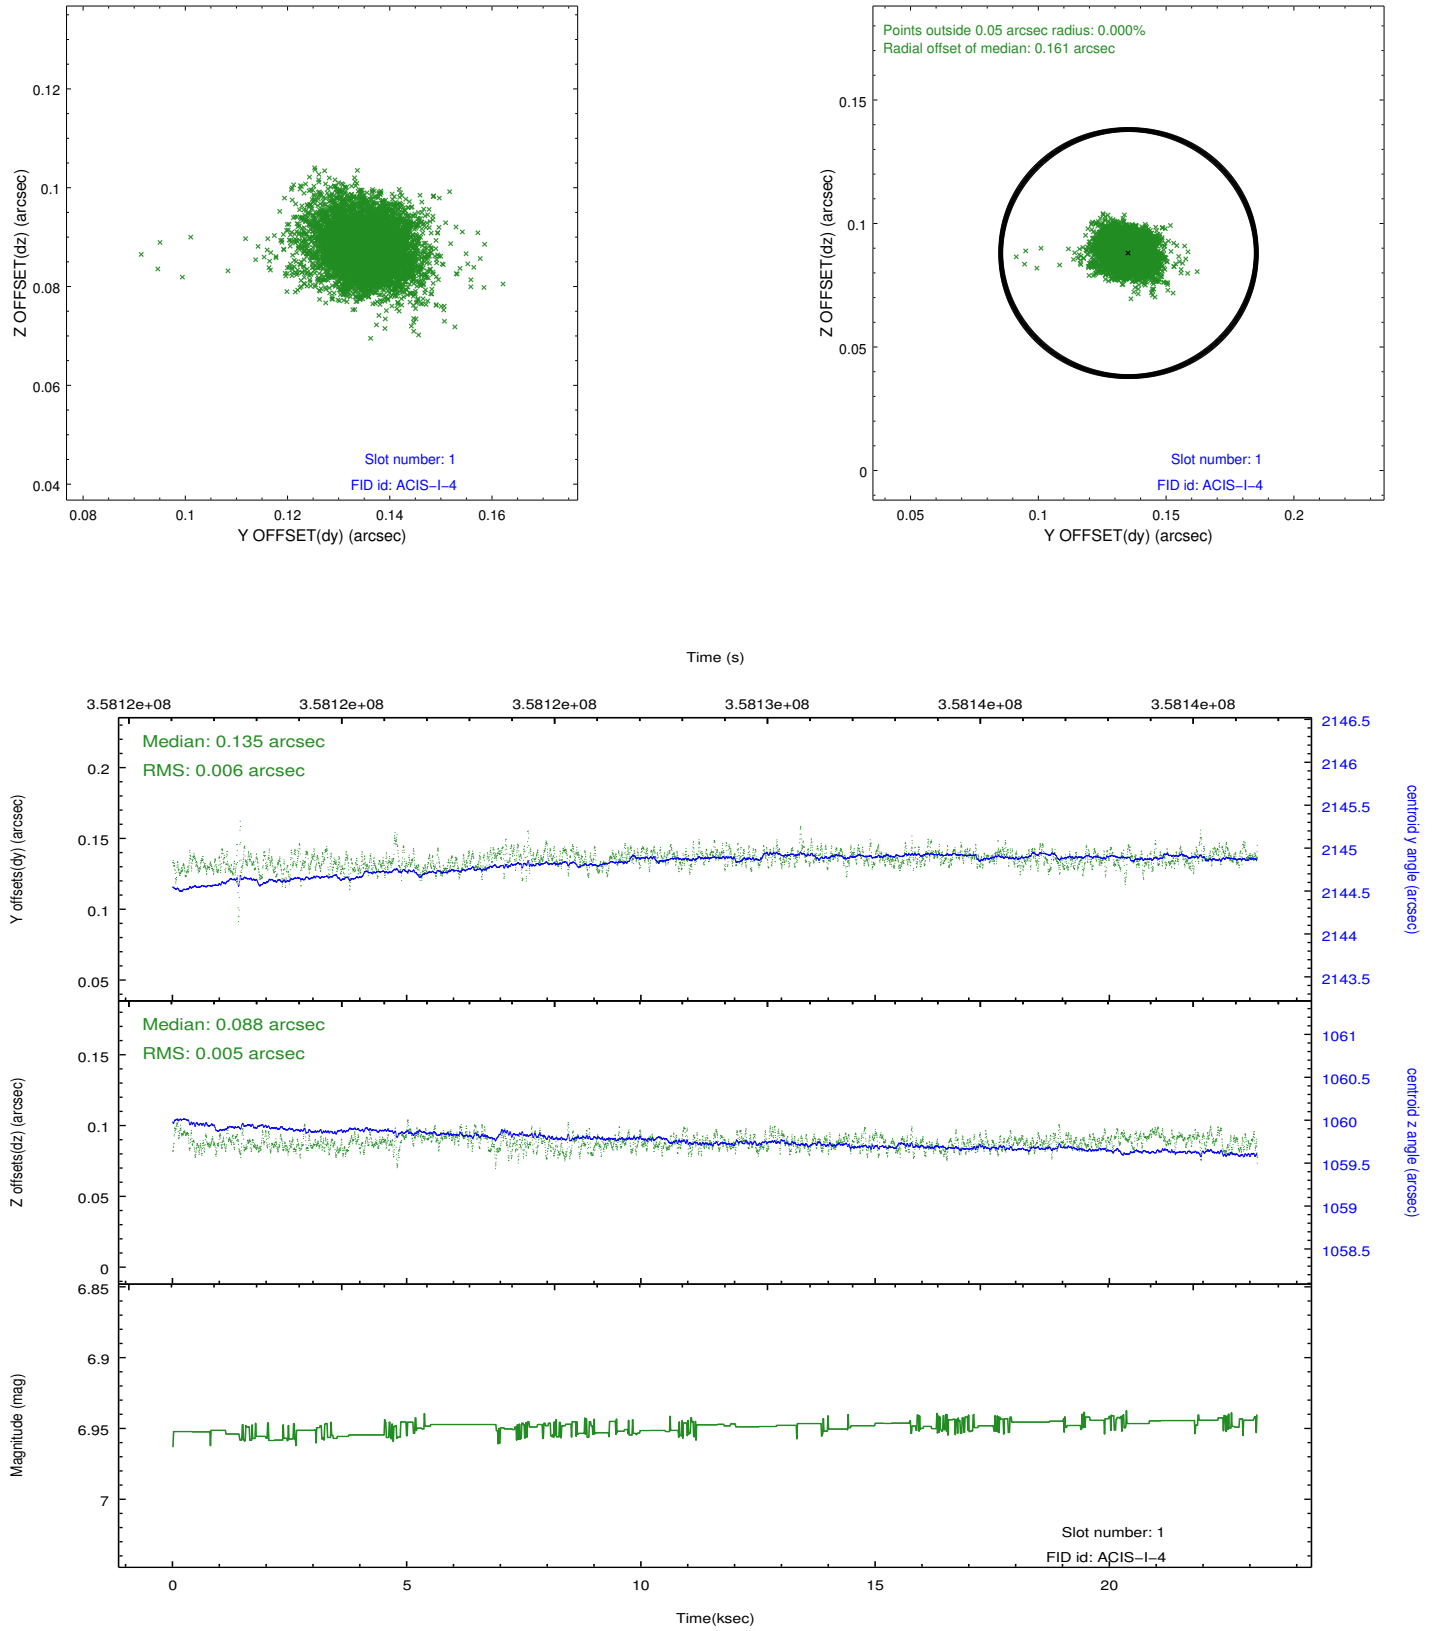 0.12
0.1
0.08
0.06
0.04
Z OFFSET(dz) (arcsec)
Slot number: 1
FID id: ACIS−I−4
0.08 0.1 0.12 0.14 0.16
Y OFFSET(dy) (arcsec)
Points outside 0.05 arcsec radius: 0.000%
Radial offset of median: 0.161 arcsec
0.15
0.1
0.05
0
Z OFFSET(dz) (arcsec)
Slot number: 1
FID id: ACIS−I−4
0.05 0.1 0.15 0.2
Y OFFSET(dy) (arcsec)
Time (s)
3.5812e+08 3.5812e+08 3.5812e+08 3.5813e+08 3.5814e+08 3.5814e+08
Median: 0.135 arcsec
RMS: 0.006 arcsec
0.2
0.15
0.1
0.05
Y offsets(dy) (arcsec)
2146.5
2146
2145.5
2145
2144.5
2144
2143.5
centroid y angle (arcsec)
Median: 0.088 arcsec
RMS: 0.005 arcsec
0.15
0.1
0.05
0
Z offsets(dz) (arcsec)
1061
1060.5
1060
1059.5
1059
1058.5
centroid z angle (arcsec)
6.85
6.9
6.95
7
Magnitude (mag)
Slot number: 1
FID id: ACIS−I−4
0 5 10 15 20
Time(ksec)